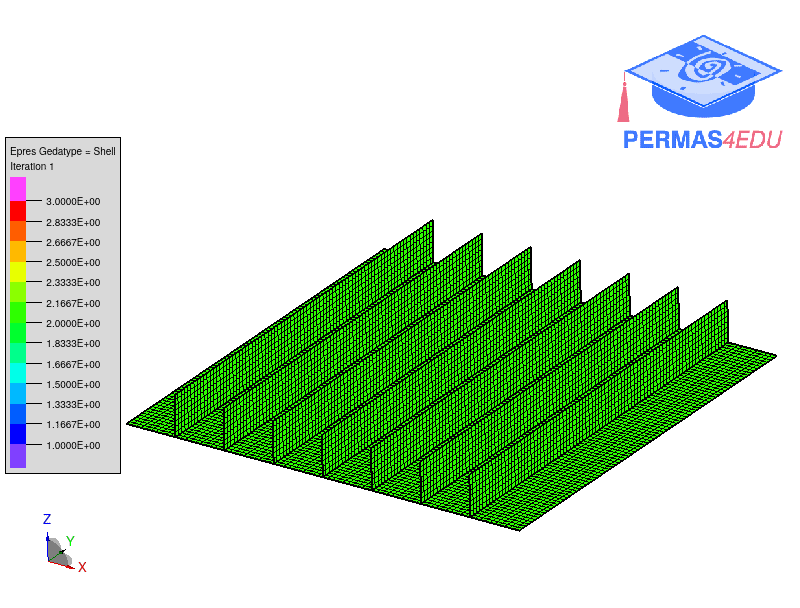 PERMAS4EDU
Epres Gedatype = Shell
Iteration 1
3.0000E+00
2.8333E+00
2.6667E+00
2.5000E+00
2.3333E+00
2.1667E+00
2.0000E+00
1.8333E+00
1.6667E+00
1.5000E+00
1.3333E+00
1.1667E+00
1.0000E+00
Z
Y
X